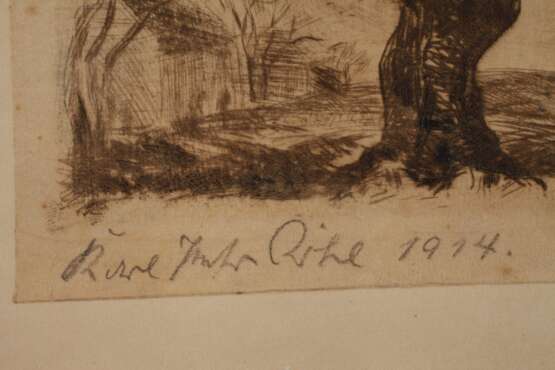 Karl Peter Röhl 1914.